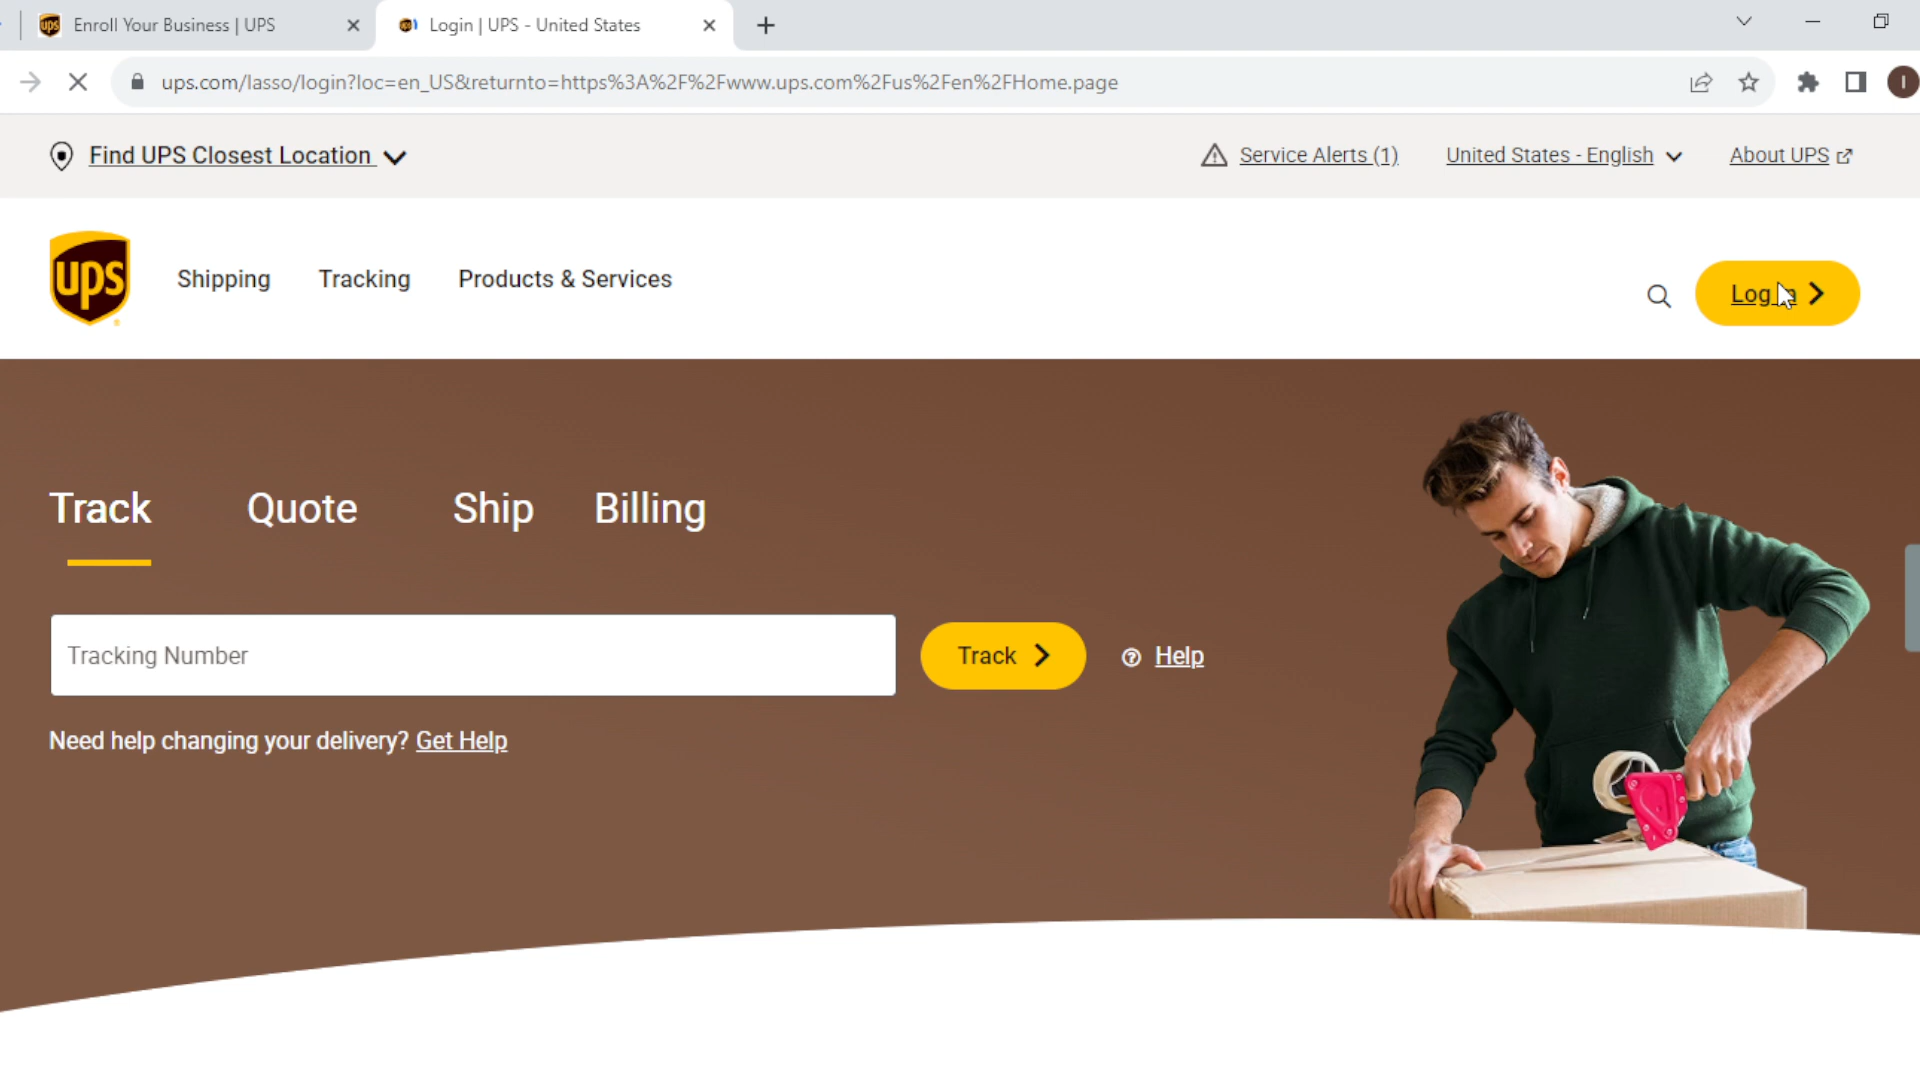 Enroll Your Business | UPS
Login | UPS - United States
ups.com/lasso/login?loc=en_US&returnto=https%3A%2F%2Fwww.ups.com%2Fus%2Fen%2FHome.page
I
Find UPS Closest Location
Service Alerts (1)
United States - English
About UPS
ups
Shipping
Tracking
Products & Services
Log In
Track
Quote
Ship
Billing
Tracking Number
Track
Help
Need help changing your delivery? Get Help